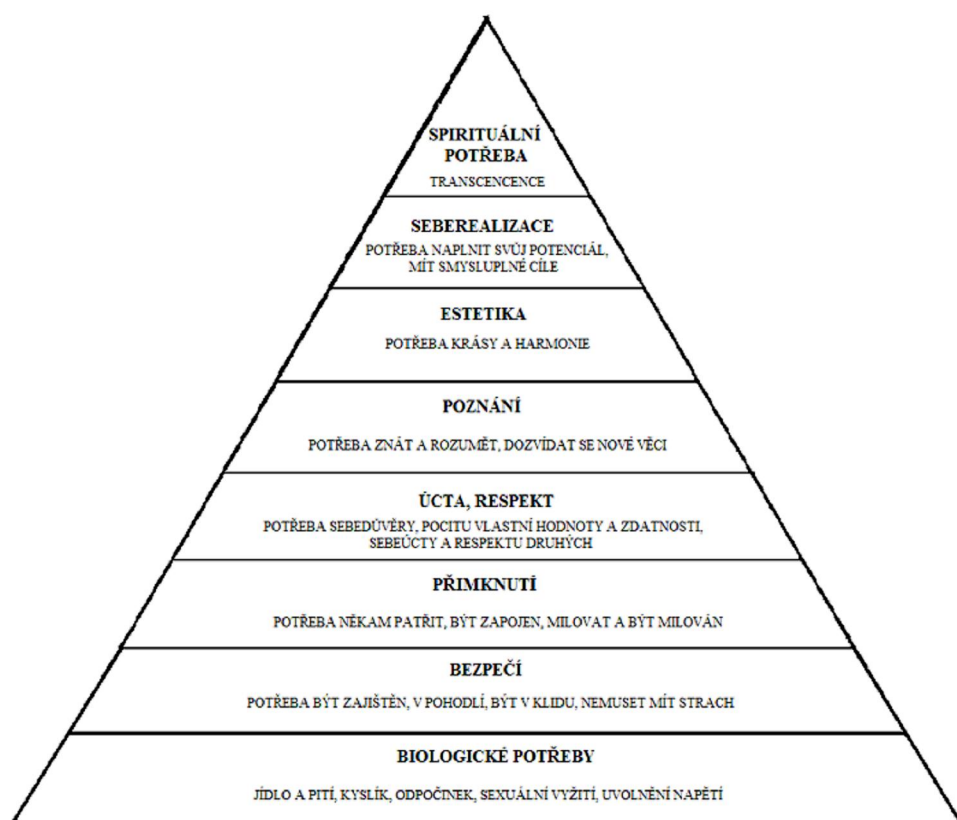 SPIRITUÁLNÍ
POTŘEBA
TRANSCENCENCE
SEBEREALIZACE
POTŘEBA NAPLNIT SVŮJ POTENCIÁL,
MÍT SMYSLUPLNÉ CÍLE
ESTETIKA
POTŘEBA KRÁSY A HARMONIE
POZNÁNÍ
POTŘEBA ZNÁT A ROZUMĚT, DOZVÍDAT SE NOVÉ VĚCI
ÚCTA, RESPEKT
POTŘEBA SEBEDŮVĚRY, POCITU VLASTNÍ HODNOTY A ZDATNOSTI,
SEBEÚCTY A RESPEKTU DRUHÝCH
PŘIMKNUTÍ
POTŘEBA NĚKAM PATŘIT, BÝT ZAPOJEN, MILOVAT A BÝT MILOVÁN
BEZPEČÍ
POTŘEBA BÝT ZAJIŠTĚN, V POHODLÍ, BÝT V KLIDU, NEMUSET MÍT STRACH
BIOLOGICKÉ POTŘEBY
JÍDLO A PITÍ, KYSLÍK, ODPOČINEK, SEXUÁLNÍ VYŽITÍ, UVOLNĚNÍ NAPĚTÍ